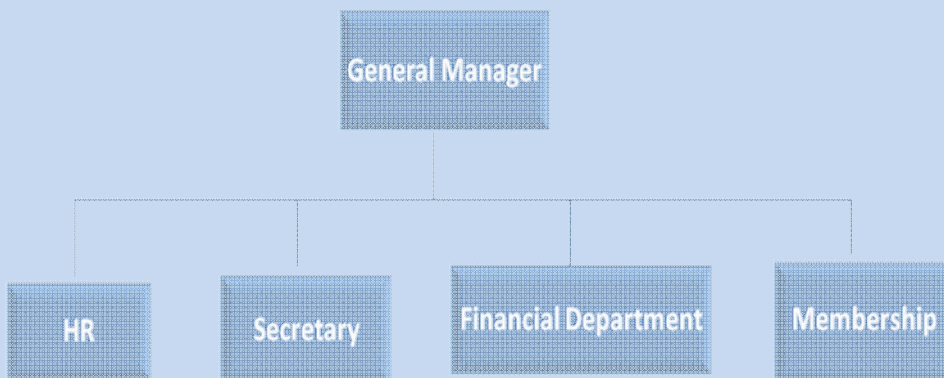 General Manager
HR
Secretary
Financial Department
Membership